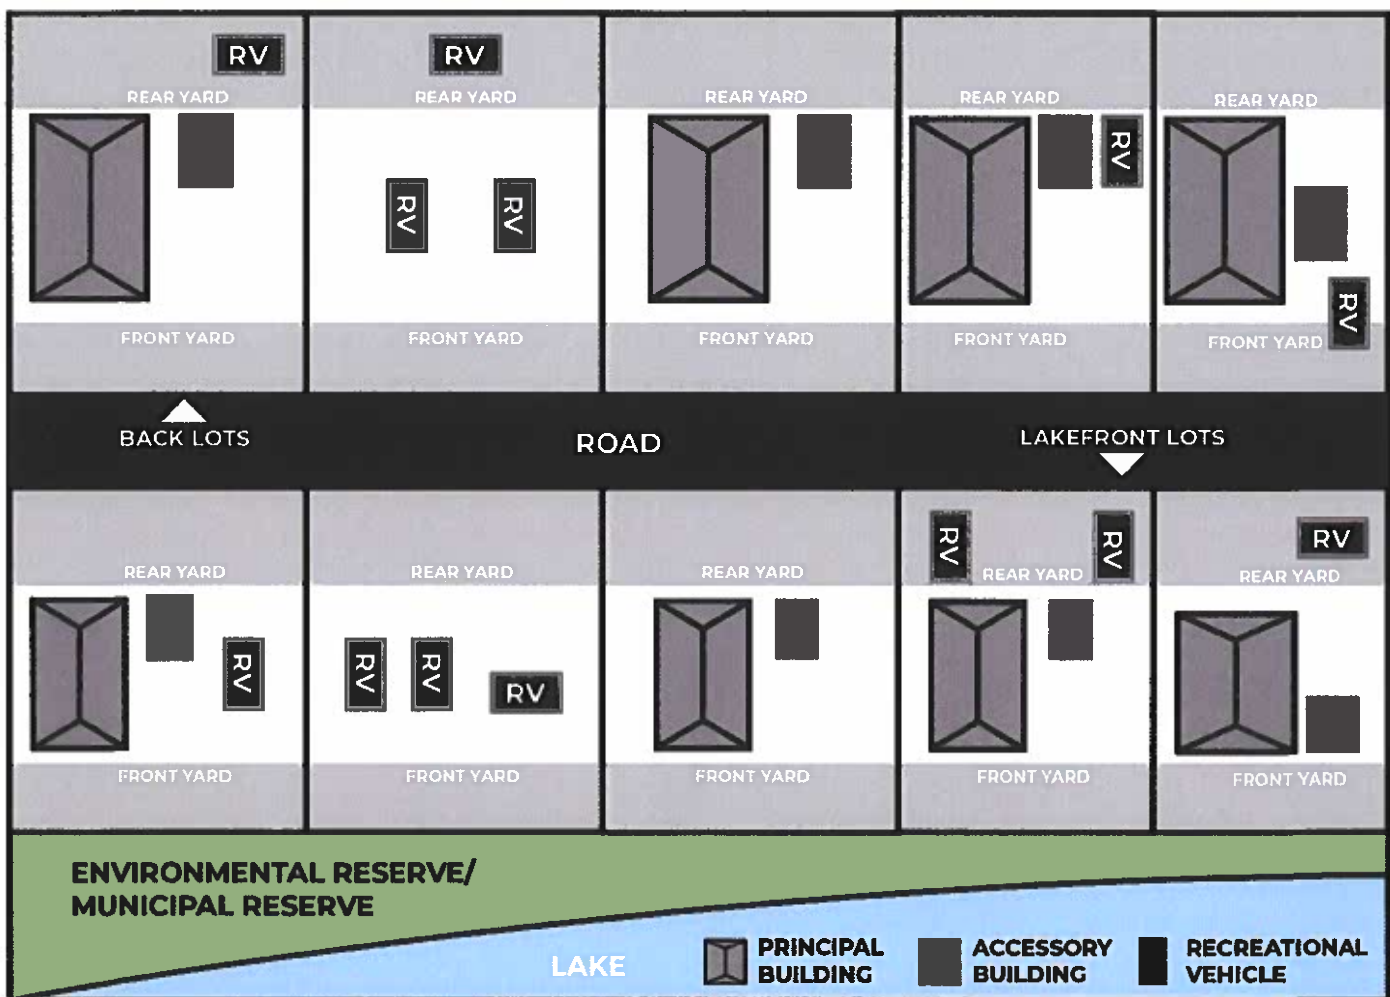 RV
RV
REAR YARD
REAR YARD
REAR YARD
REAR YARD
REAR YARD
RV
RV
RV
RV
FRONT YARD
FRONT YARD
FRONT YARD
FRONT YARD
FRONT YARD
BACK LOTS
ROAD
LAKEFRONT LOTS
RV
RV
RV
REAR YARD
REAR YARD
REAR YARD
REAR YARD
REAR YARD
RV
RV
RV
RV
FRONT YARD
FRONT YARD
FRONT YARD
FRONT YARD
FRONT YARD
ENVIRONMENTAL RESERVE/
MUNICIPAL RESERVE
LAKE
PRINCIPAL
BUILDING
ACCESSORY
BUILDING
RECREATIONAL
VEHICLE